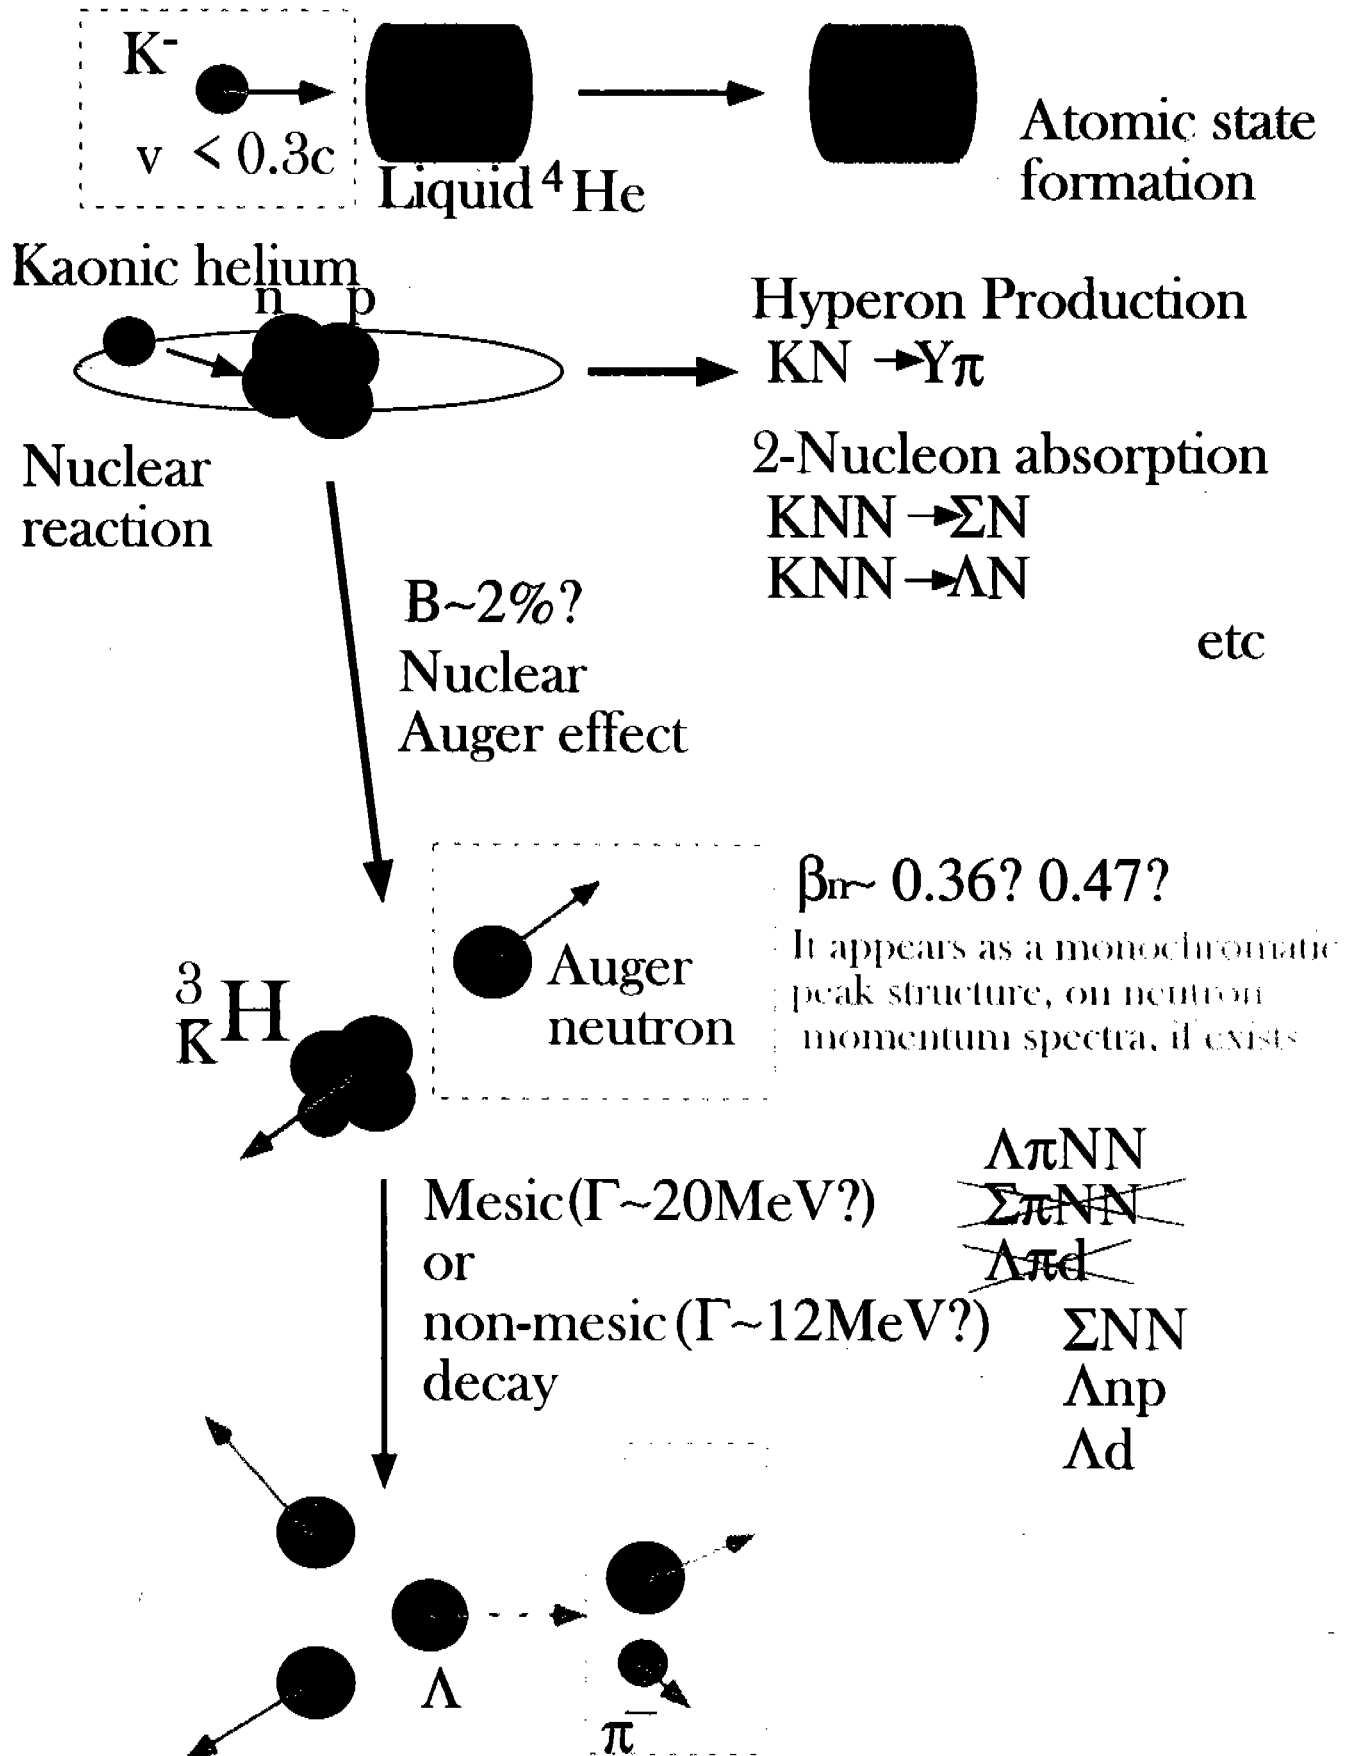 K-
v < 0.3c
Liquid 4He
Atomic state
formation
Kaonic helium
n p
Hyperon Production
KN →Yπ
Nuclear
reaction
2-Nucleon absorption
KNN→ΣN
KNN→ΛN
etc
B~2%?
Nuclear
Auger effect
βn~ 0.36? 0.47?
It appears as a monochromatic
peak structure, on neutron
momentum spectra, if exists
Auger
neutron
3
K̄H
Mesic(Γ~20MeV?)
or
non-mesic(Γ~12MeV?)
decay
ΛπNN
ΣπNN
Λπd
ΣNN
Λnp
Λd
Λ
π-